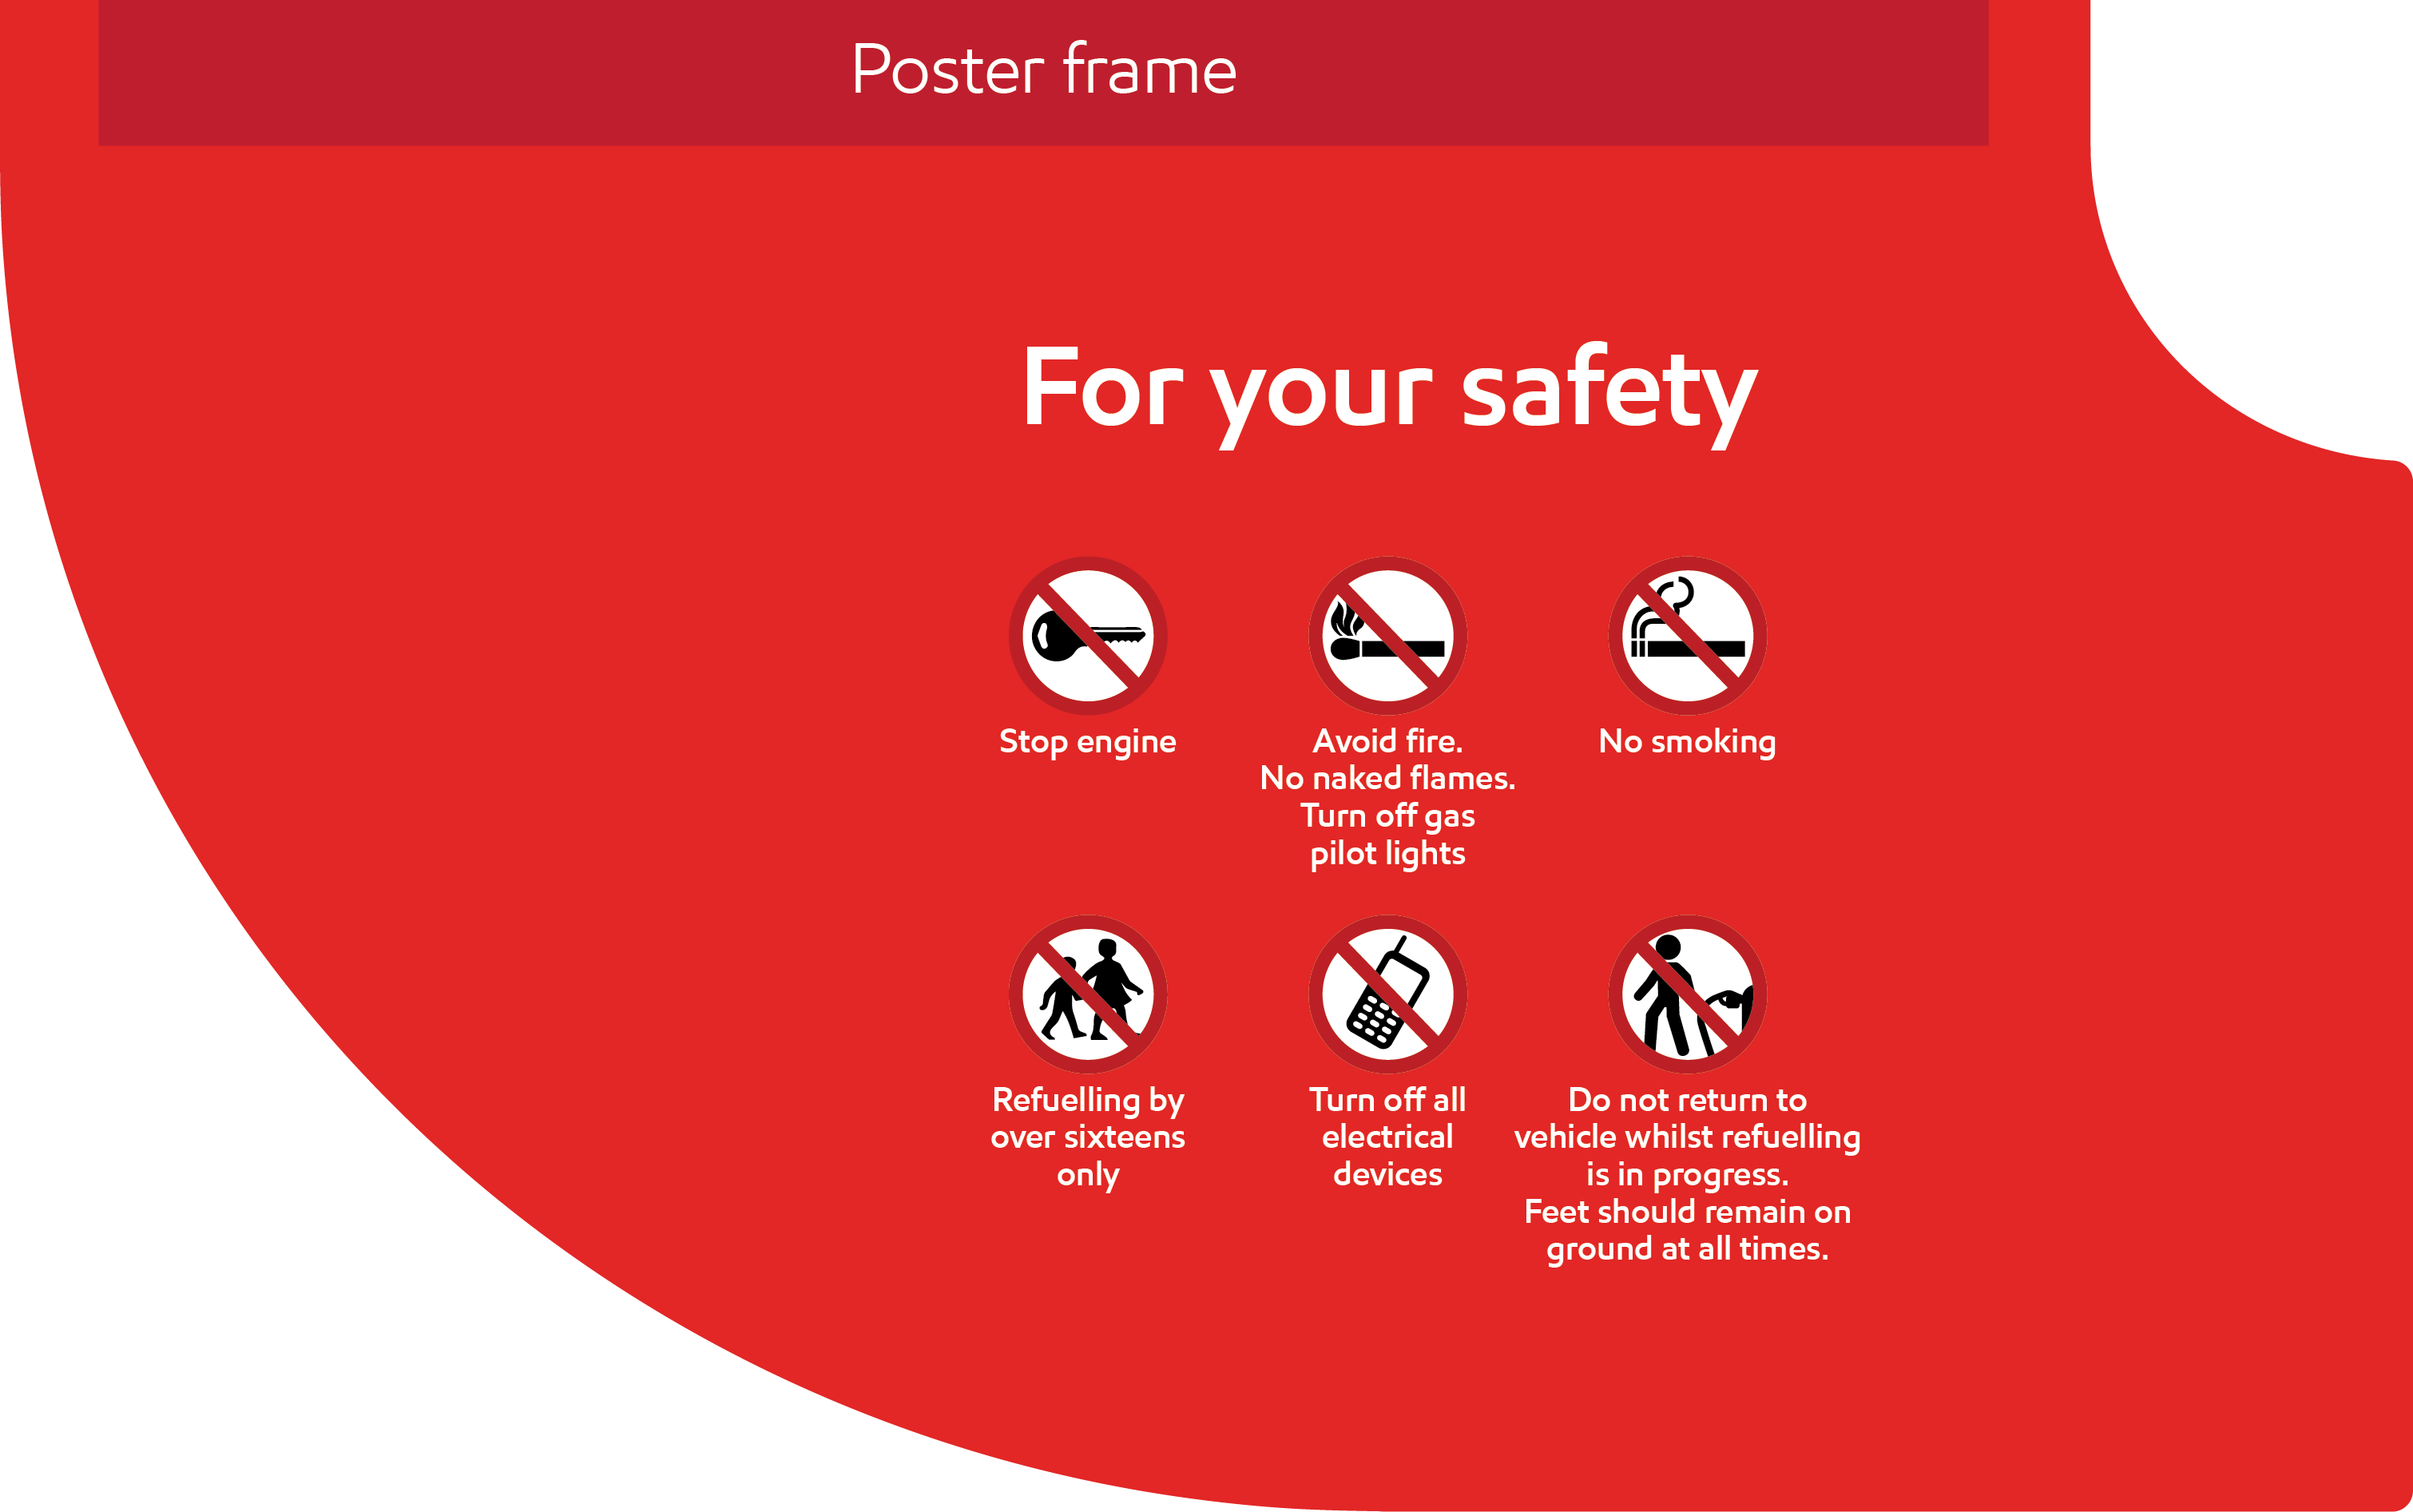 Poster frame
For your safety
Stop engine
Avoid fire.
No naked flames.
Turn off gas
pilot lights
No smoking
Refuelling by
over sixteens
only
Turn off all
electrical
devices
Do not return to
vehicle whilst refuelling
is in progress.
Feet should remain on
ground at all times.